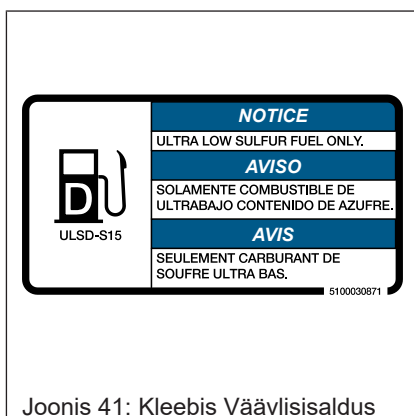 D
ULSD-S15
NOTICE
ULTRA LOW SULFUR FUEL ONLY.
AVISO
SOLAMENTE COMBUSTIBLE DE
ULTRABAJO CONTENIDO DE AZUFRE.
AVIS
SEULEMENT CARBURANT DE
SOUFRE ULTRA BAS.
5100030871
Joonis 41: Kleebis Väävlisisaldus